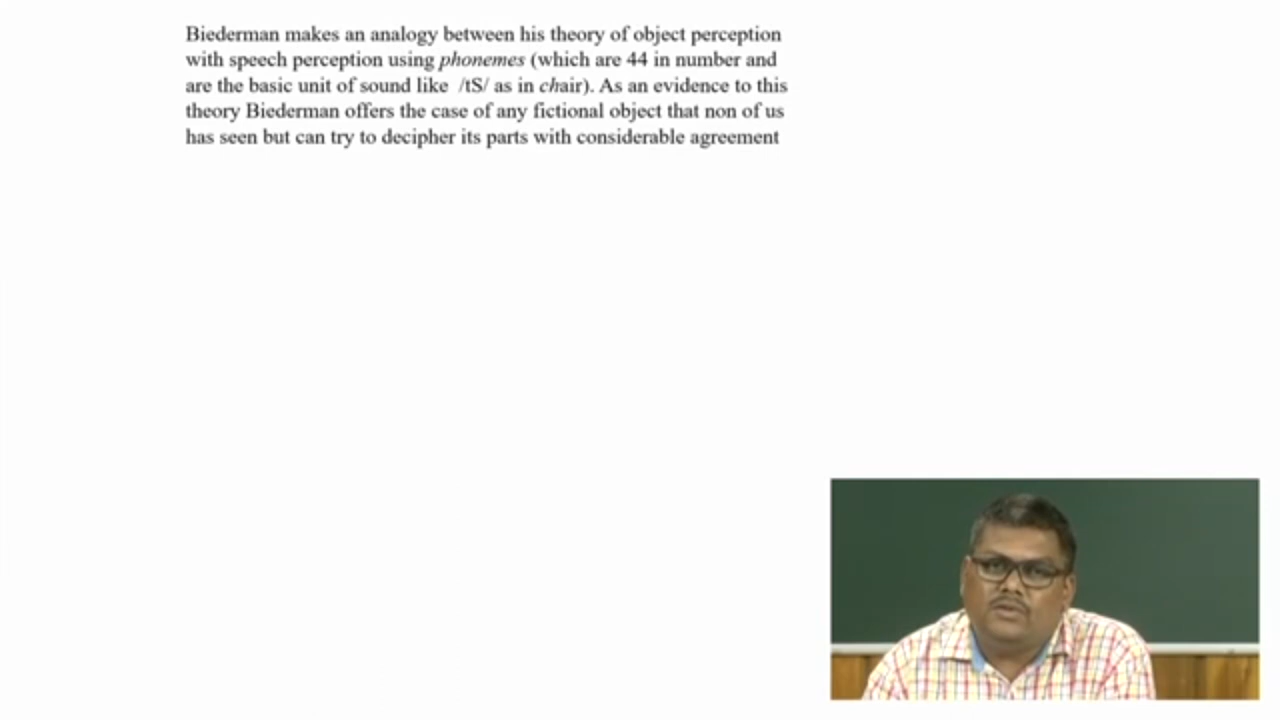 Biederman makes an analogy between his theory of object perception
with speech perception using phonemes (which are 44 in number and
are the basic unit of sound like /tS/ as in chair). As an evidence to this
theory Biederman offers the case of any fictional object that non of us
has seen but can try to decipher its parts with considerable agreement